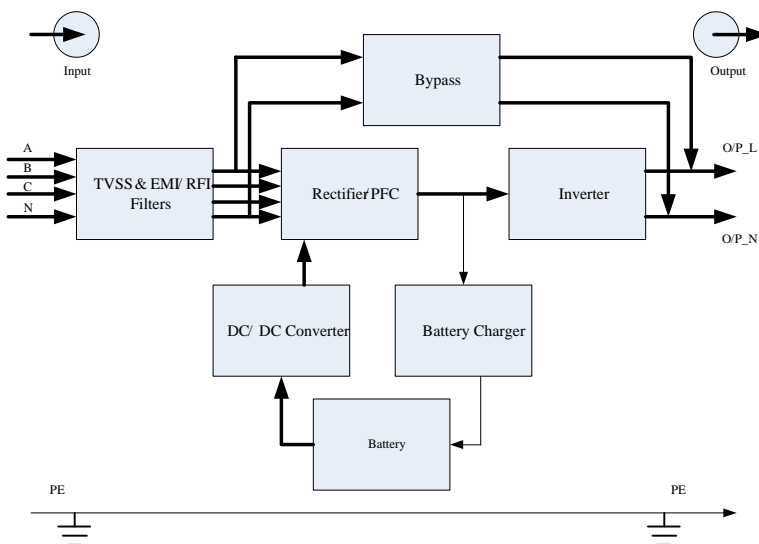 Input
Bypass
Output
A
B
C
N
TVSS & EMI/ RFI
Filters
Rectifier/PFC
Inverter
O/P_L
O/P_N
DC/ DC Converter
Battery Charger
Battery
PE
PE